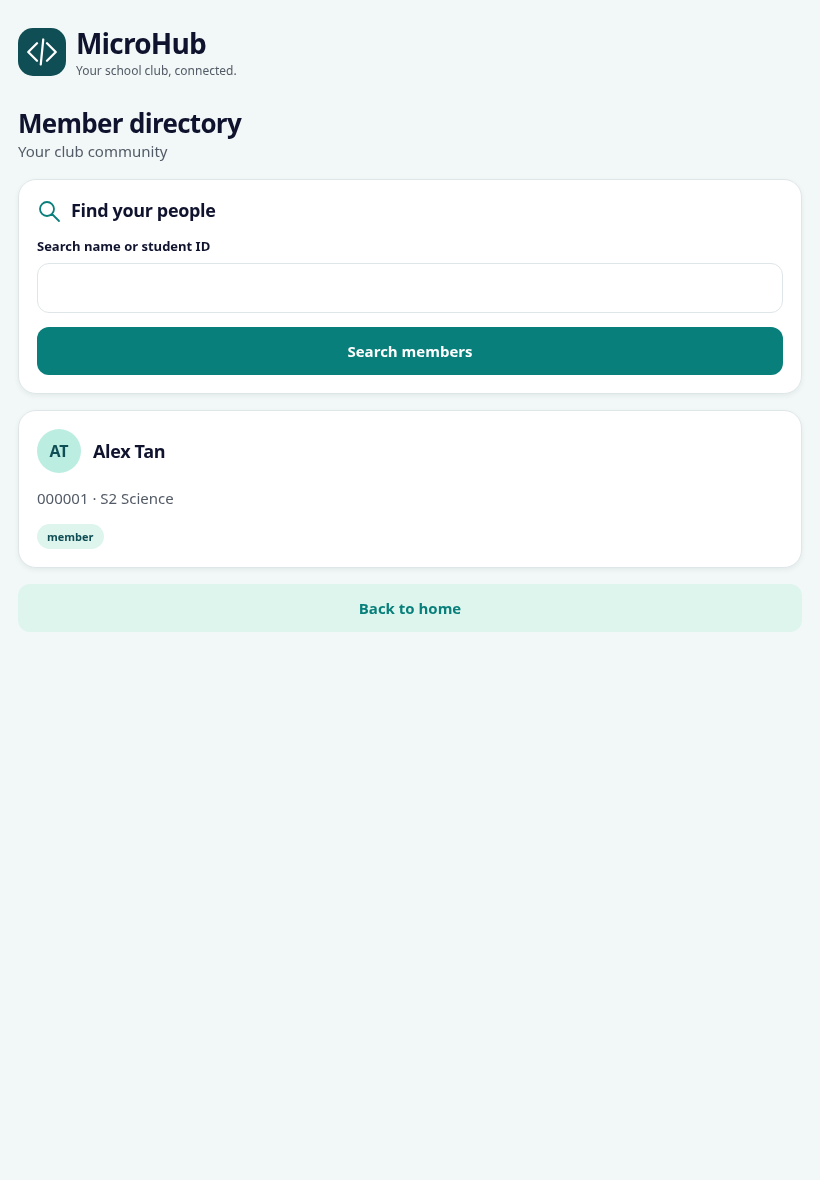 MicroHub
Your school club, connected.
Member directory
Your club community
Find your people
Search name or student ID
Search members
AT
Alex Tan
000001 · S2 Science
member
Back to home